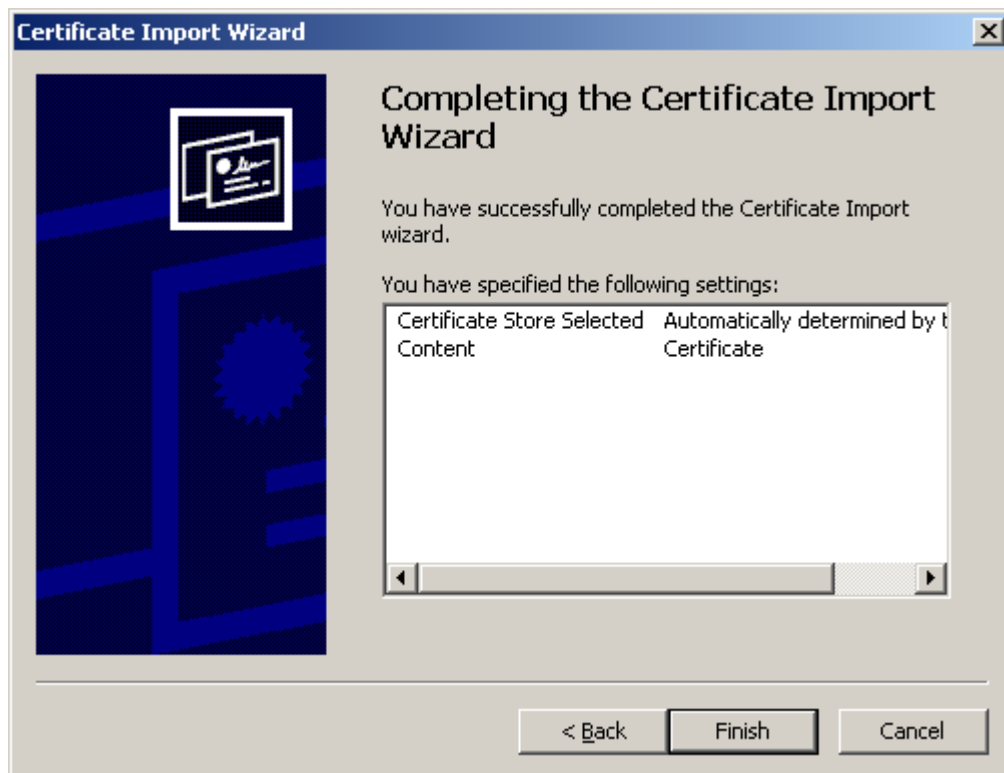 Certificate Import Wizard
Completing the Certificate Import
Wizard
You have successfully completed the Certificate Import
wizard.
You have specified the following settings:
Certificate Store Selected Automatically determined by t
Content Certificate
< Back Finish Cancel